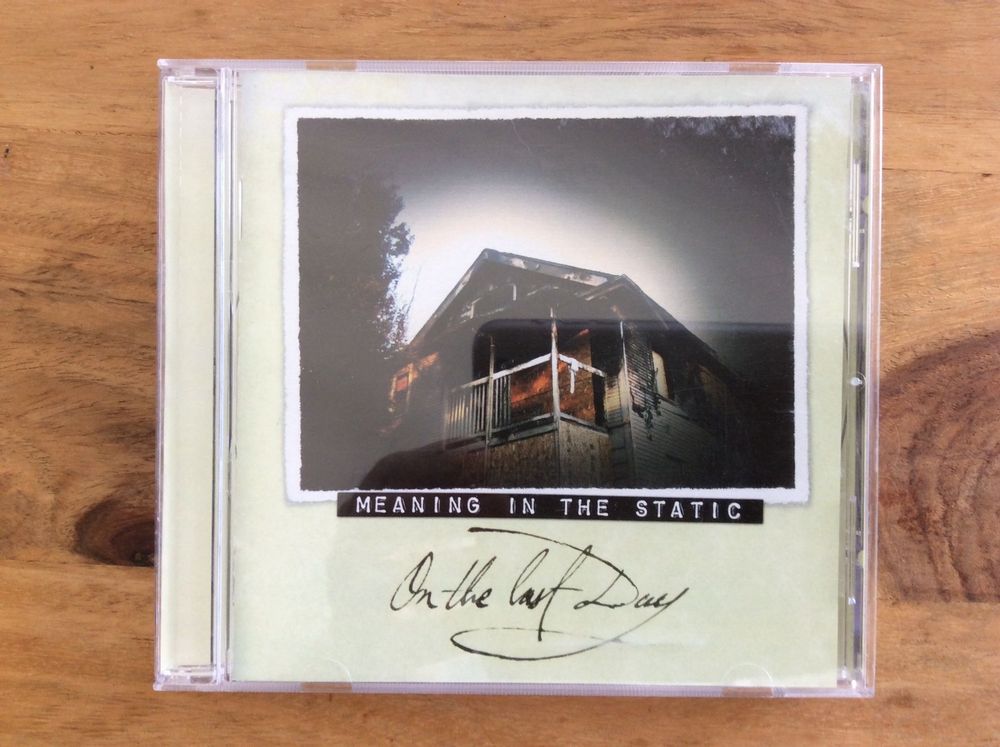 MEANING IN THE STATIC
On the last Day